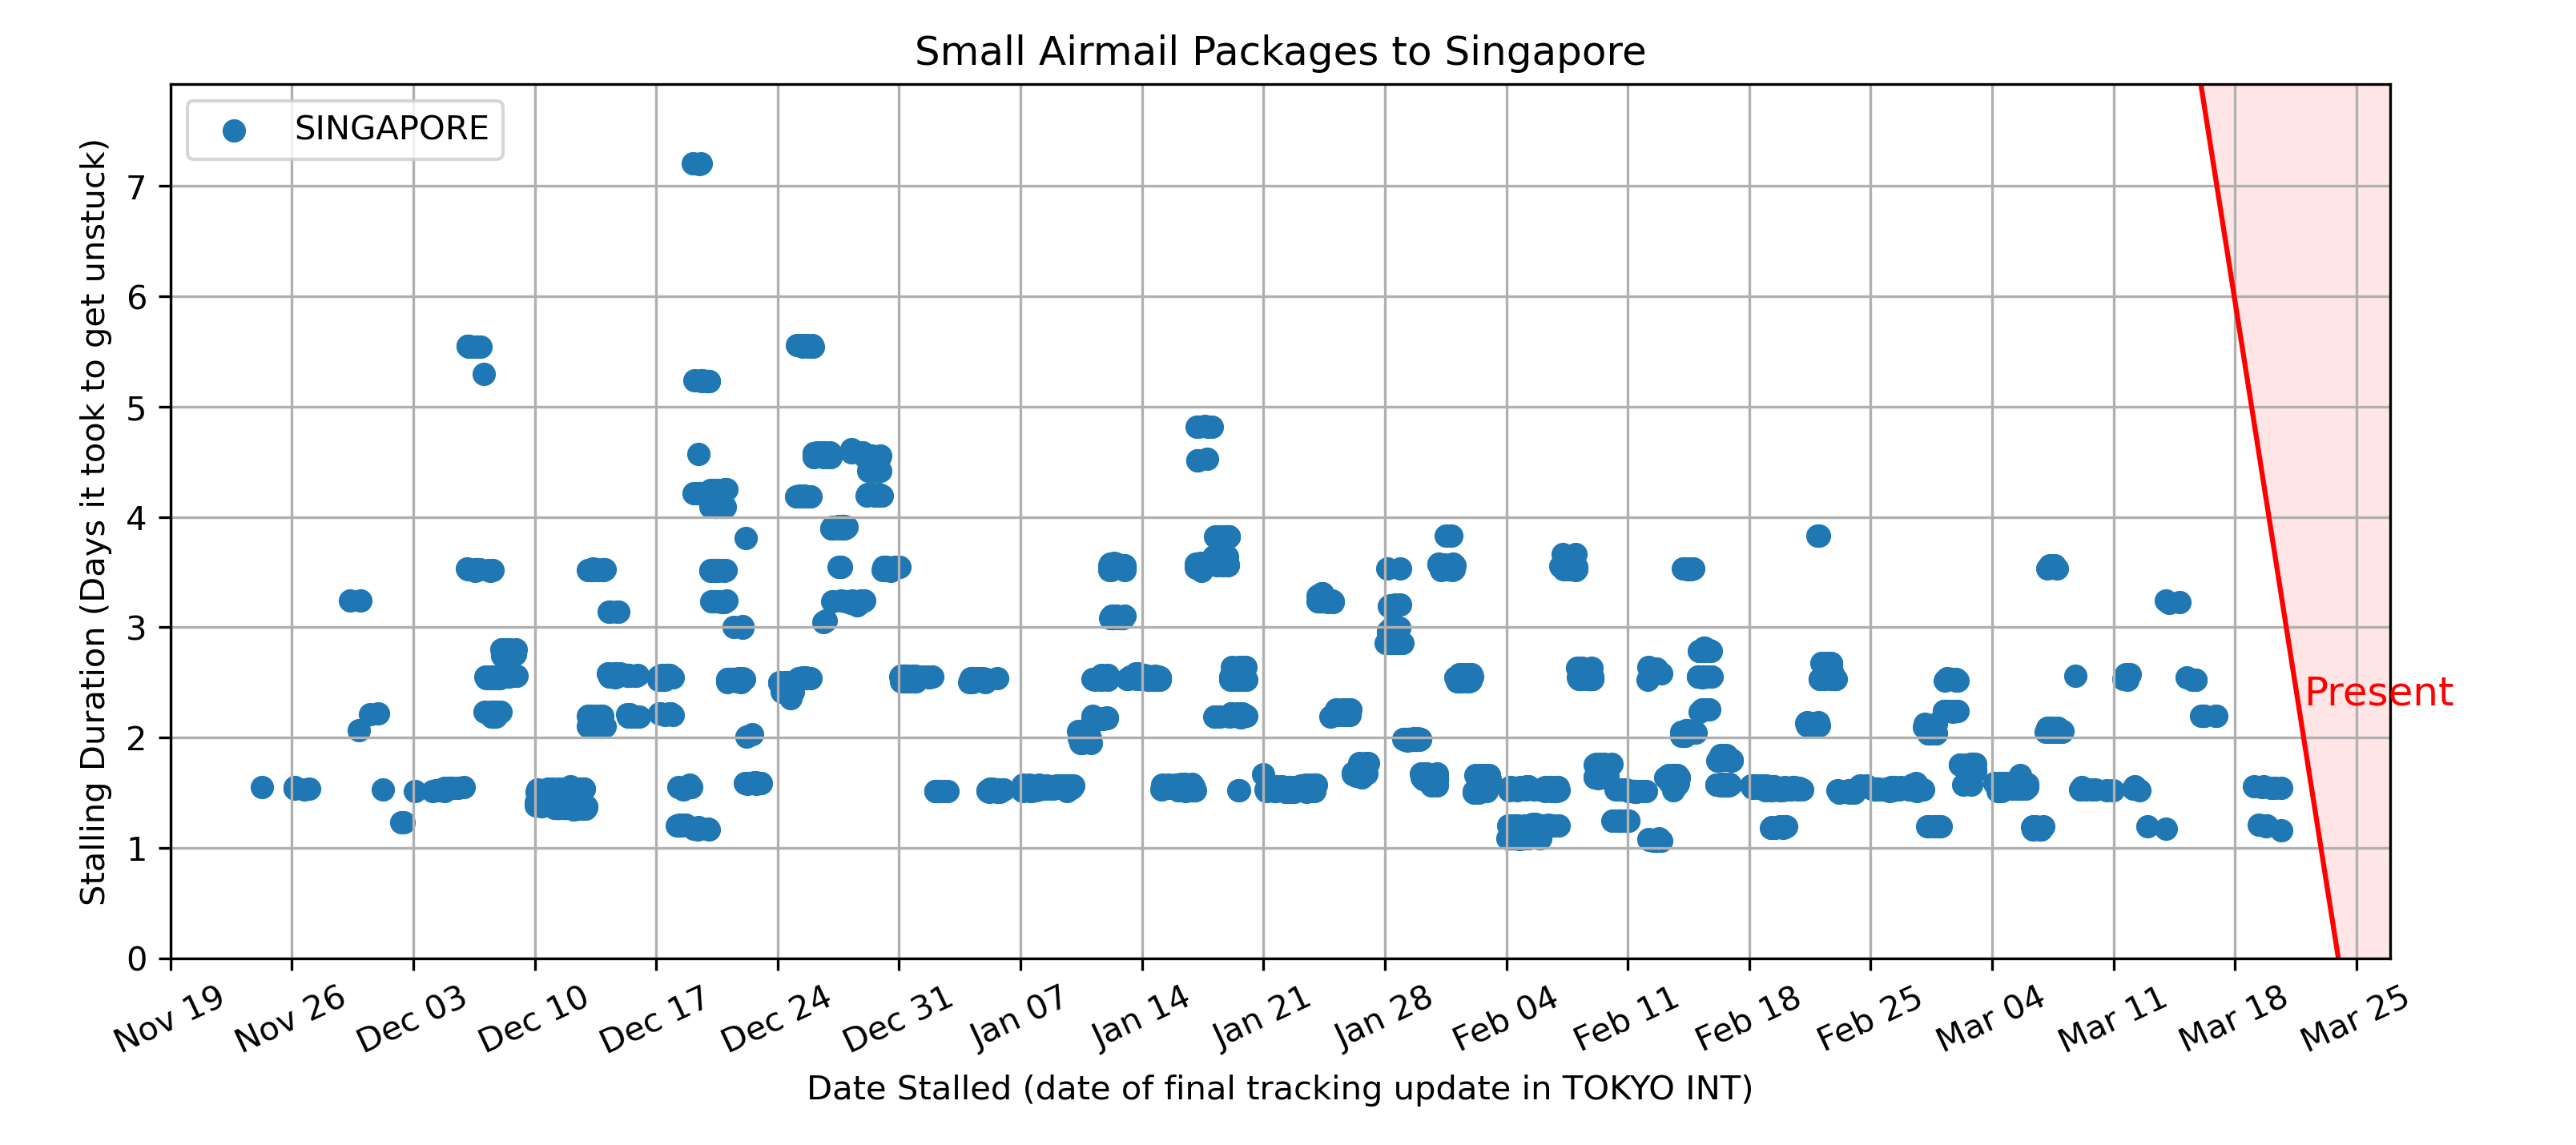 Small Airmail Packages to Singapore
SINGAPORE
Stalling Duration (Days it took to get unstuck)
7
6
5
4
3
2
1
0
Present
Nov 19
Nov 26
Dec 03
Dec 10
Dec 17
Dec 24
Dec 31
Jan 07
Jan 14
Jan 21
Jan 28
Feb 04
Feb 11
Feb 18
Feb 25
Mar 04
Mar 11
Mar 18
Mar 25
Date Stalled (date of final tracking update in TOKYO INT)